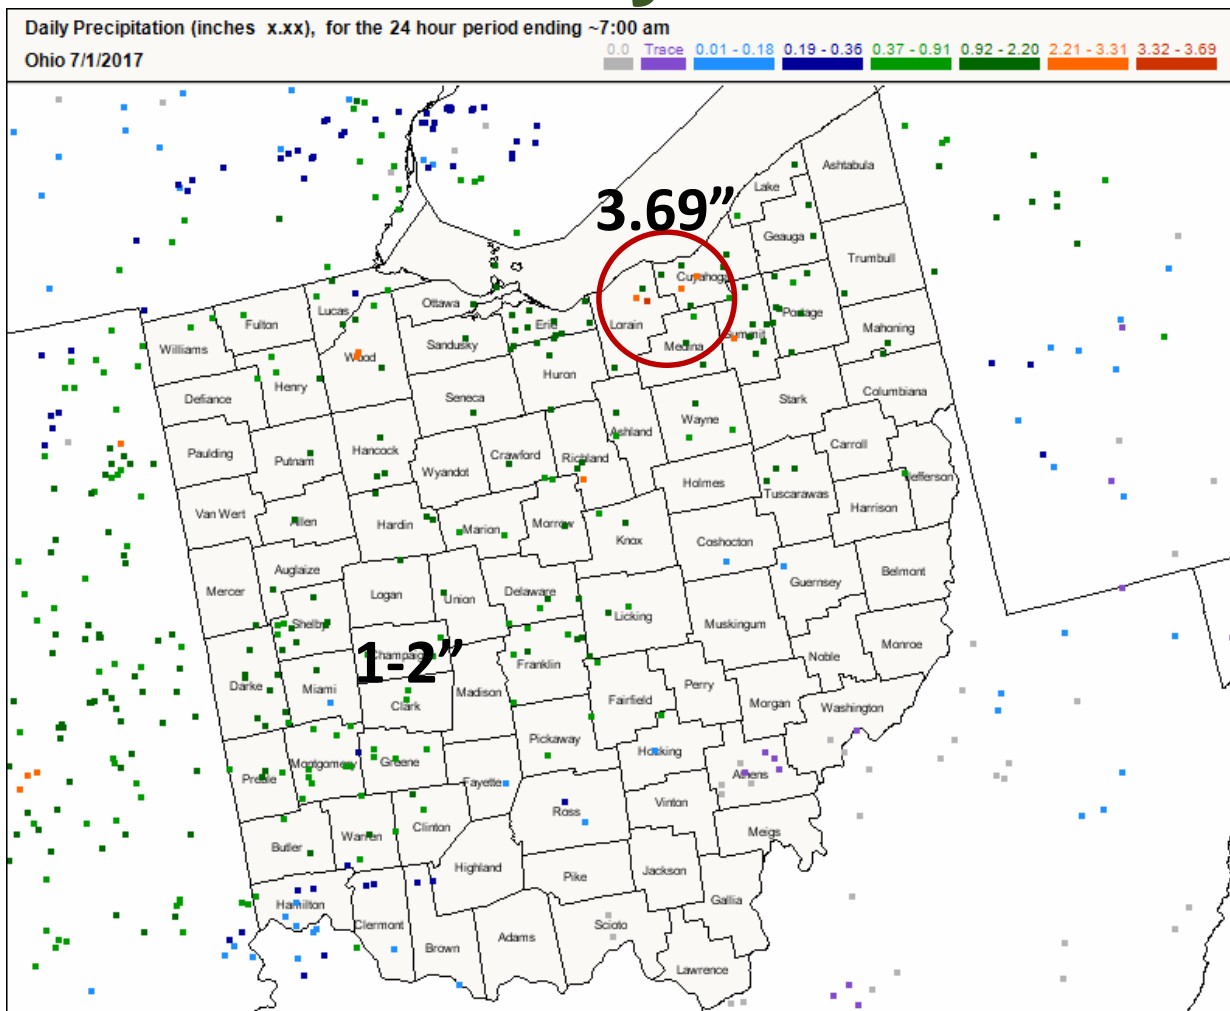 Daily Precipitation (inches x.xx), for the 24 hour period ending ~7:00 am
Ohio 7/1/2017
0.0 Trace 0.01 - 0.18 0.19 - 0.36 0.37 - 0.91 0.92 - 2.20 2.21 - 3.31 3.32 - 3.69
Ashtabula
Lake
3.69”
Geauga
Trumbull
Cuyahoga
Ottawa
Lucas
Portage
Fulton
Erie
Lorain
Mahoning
Summit
Williams
Sandusky
Medina
Wood
Huron
Henry
Columbiana
Defiance
Seneca
Stark
Wayne
Ashland
Carroll
Hancock
Paulding
Putnam
Crawford
Richland
Wyandot
Jefferson
Holmes
Tuscarawas
Harrison
Van Wert
Allen
Hardin
Marion
Morrow
Knox
Coshocton
Auglaize
Belmont
Guernsey
Mercer
Logan
Union
Delaware
Licking
Shelby
Muskingum
Monroe
Champaign
1-2”
Noble
Franklin
Darke
Miami
Madison
Perry
Fairfield
Clark
Morgan
Washington
Pickaway
Hocking
Montgomery
Greene
Preble
Athens
Fayette
Vinton
Ross
Clinton
Warren
Meigs
Butler
Highland
Jackson
Pike
Gallia
Hamilton
Clermont
Scioto
Adams
Brown
Lawrence